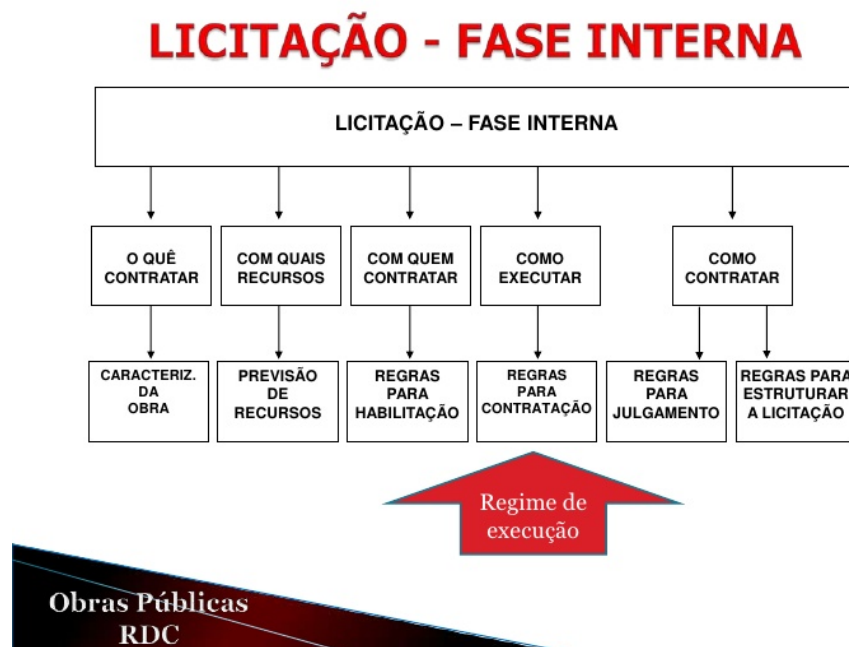 LICITAÇÃO - FASE INTERNA
LICITAÇÃO – FASE INTERNA
O QUÊ
CONTRATAR
COM QUAIS
RECURSOS
COM QUEM
CONTRATAR
COMO
EXECUTAR
COMO
CONTRATAR
CARACTERIZ.
DA
OBRA
PREVISÃO
DE
RECURSOS
REGRAS
PARA
HABILITAÇÃO
REGRAS
PARA
CONTRATAÇÃO
REGRAS
PARA
JULGAMENTO
REGRAS PARA
ESTRUTURAR
A LICITAÇÃO
Regime de
execução
Obras Públicas
RDC